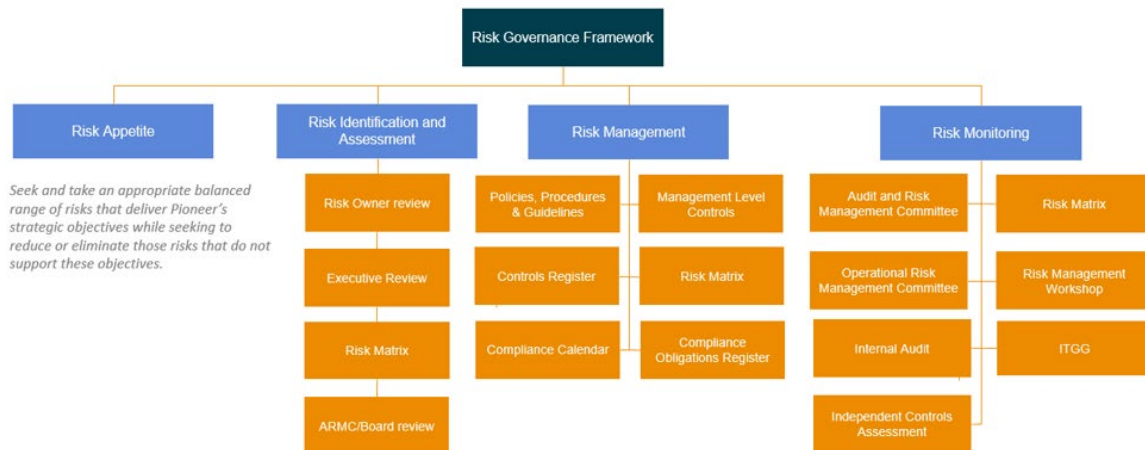 Risk Governance Framework
Risk Appetite
Seek and take an appropriate balanced
range of risks that deliver Pioneer's
strategic objectives while seeking to
reduce or eliminate those risks that do not
support these objectives.
Risk Identification and
Assessment
Risk Owner review
Executive Review
Risk Matrix
ARMC/Board review
Risk Management
Policies, Procedures
& Guidelines
Management Level
Controls
Controls Register
Risk Matrix
Compliance Calendar
Compliance
Obligations Register
Risk Monitoring
Audit and Risk
Management Committee
Risk Matrix
Operational Risk
Management Committee
Risk Management
Workshop
Internal Audit
ITGG
Independent Controls
Assessment